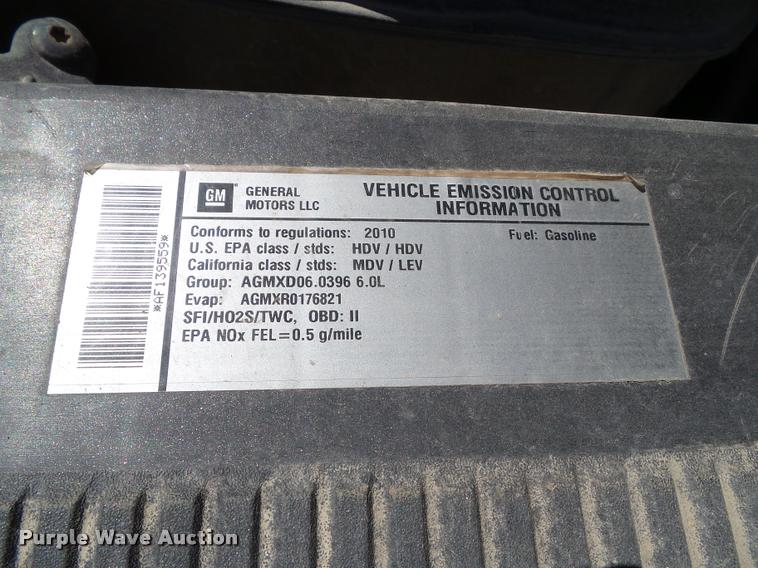 *AF139559*
GM GENERAL
MOTORS LLC
VEHICLE EMISSION CONTROL
INFORMATION
Conforms to regulations: 2010 Fuel: Gasoline
U.S. EPA class / stds: HDV / HDV
California class / stds: MDV / LEV
Group: AGMXD06.0396 6.0L
Evap: AGMXR0176821
SFI/HO2S/TWC, OBD: II
EPA NOx FEL=0.5 g/mile
Purple Wave Auction